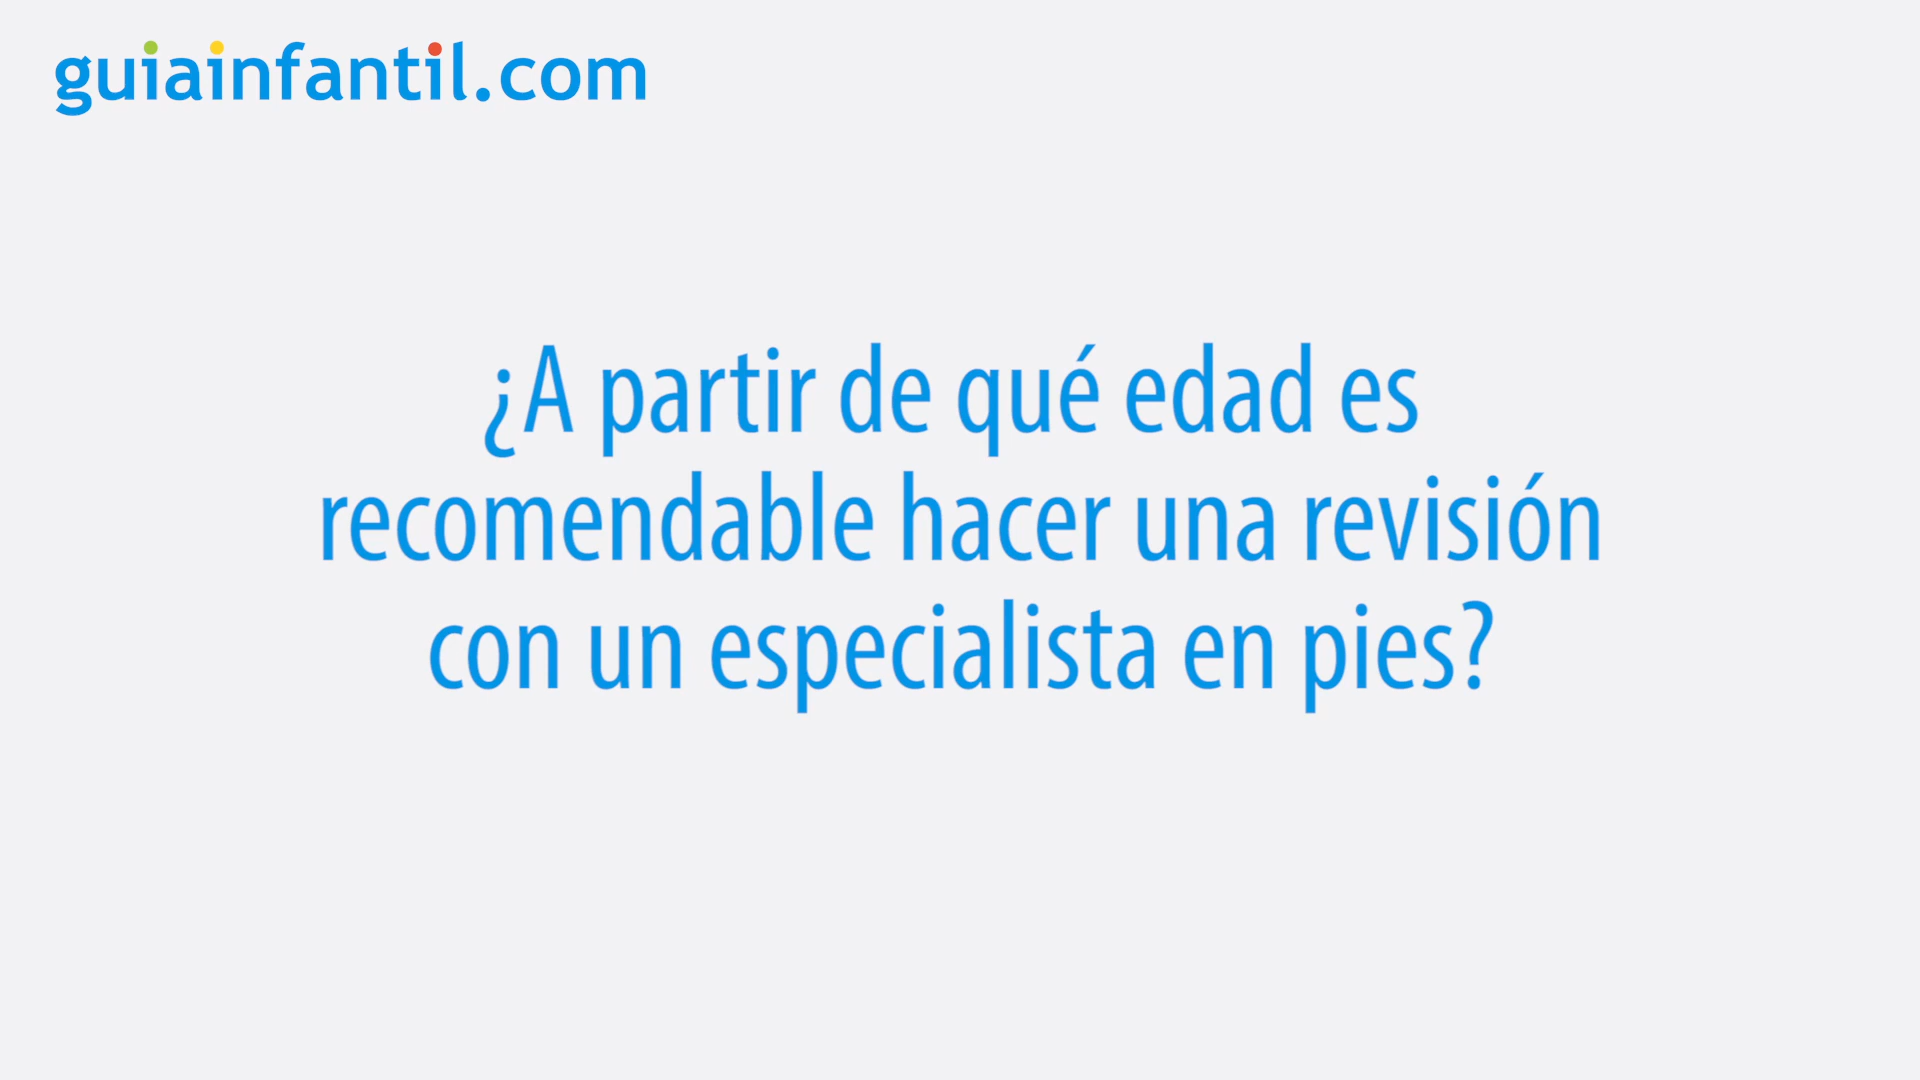 guiainfantil.com
¿A partir de qué edad es
recomendable hacer una revisión
con un especialista en pies?